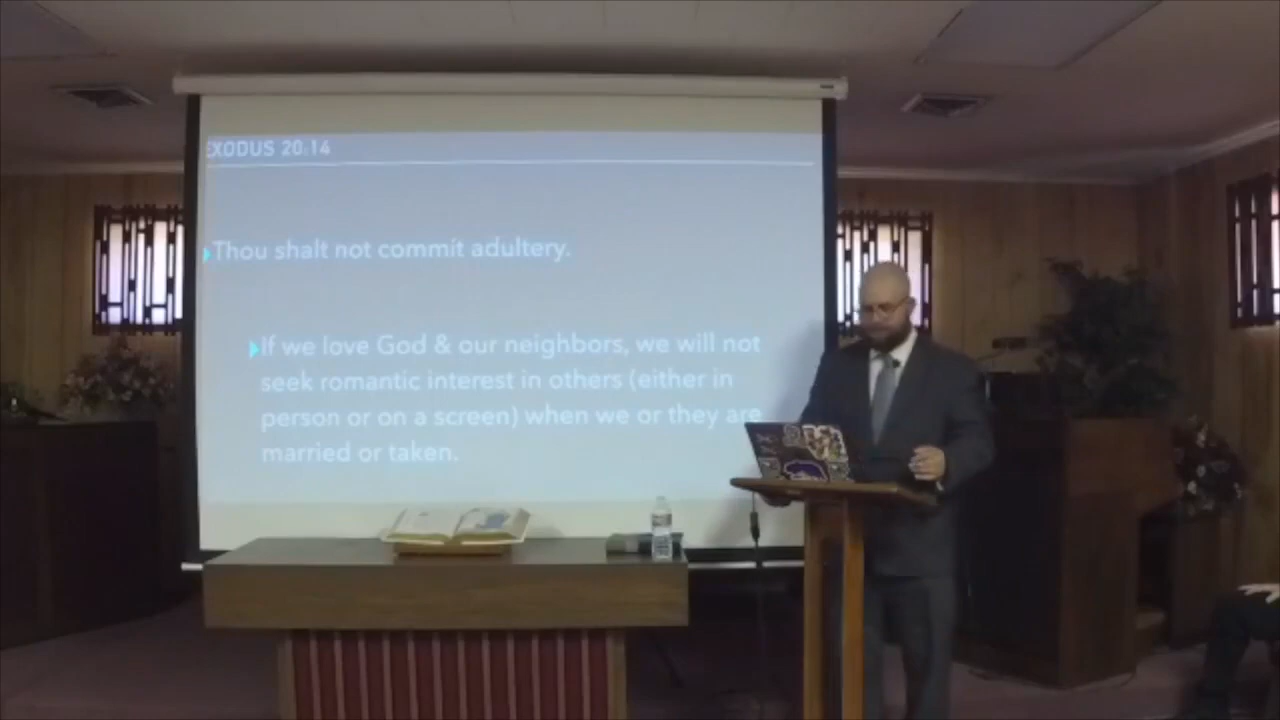 EXODUS 20:14
Thou shalt not commit adultery.
If we love God & our neighbors, we will not
seek romantic interest in others (either in
person or on a screen) when we or they are
married or taken.